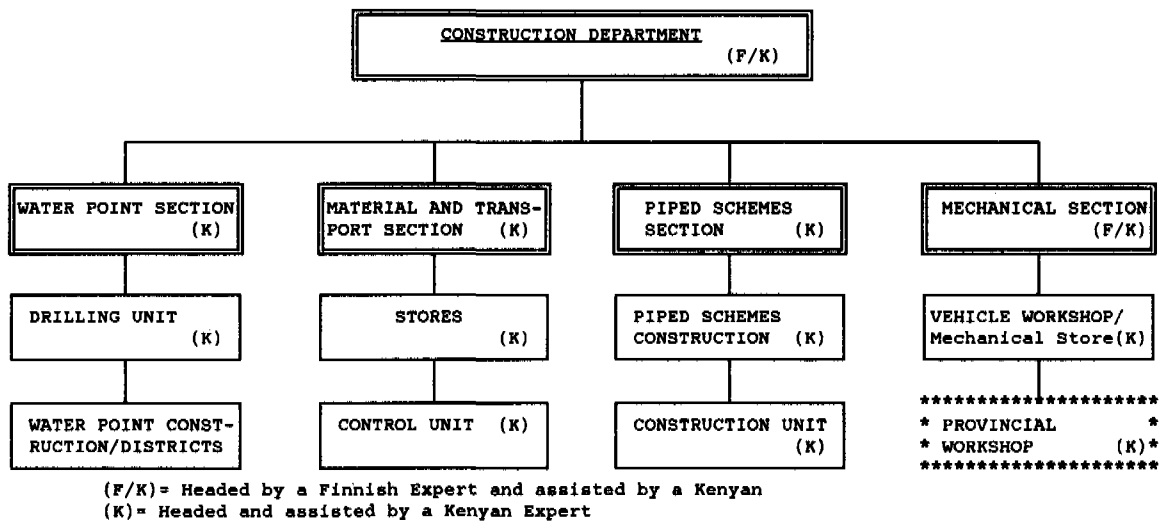 CONSTRUCTION DEPARTMENT
(F/K)
WATER POINT SECTION
(K)
MATERIAL AND TRANS-
PORT SECTION (K)
PIPED SCHEMES
SECTION (K)
MECHANICAL SECTION
(F/K)
DRILLING UNIT
(K)
STORES
(K)
PIPED SCHEMES
CONSTRUCTION (K)
VEHICLE WORKSHOP/
Mechanical Store(K)
WATER POINT CONST-
RUCTION/DISTRICTS
CONTROL UNIT (K)
CONSTRUCTION UNIT
(K)
*********************
* PROVINCIAL *
* WORKSHOP (K)*
*********************
(F/K)= Headed by a Finnish Expert and assisted by a Kenyan
(K)= Headed and assisted by a Kenyan Expert